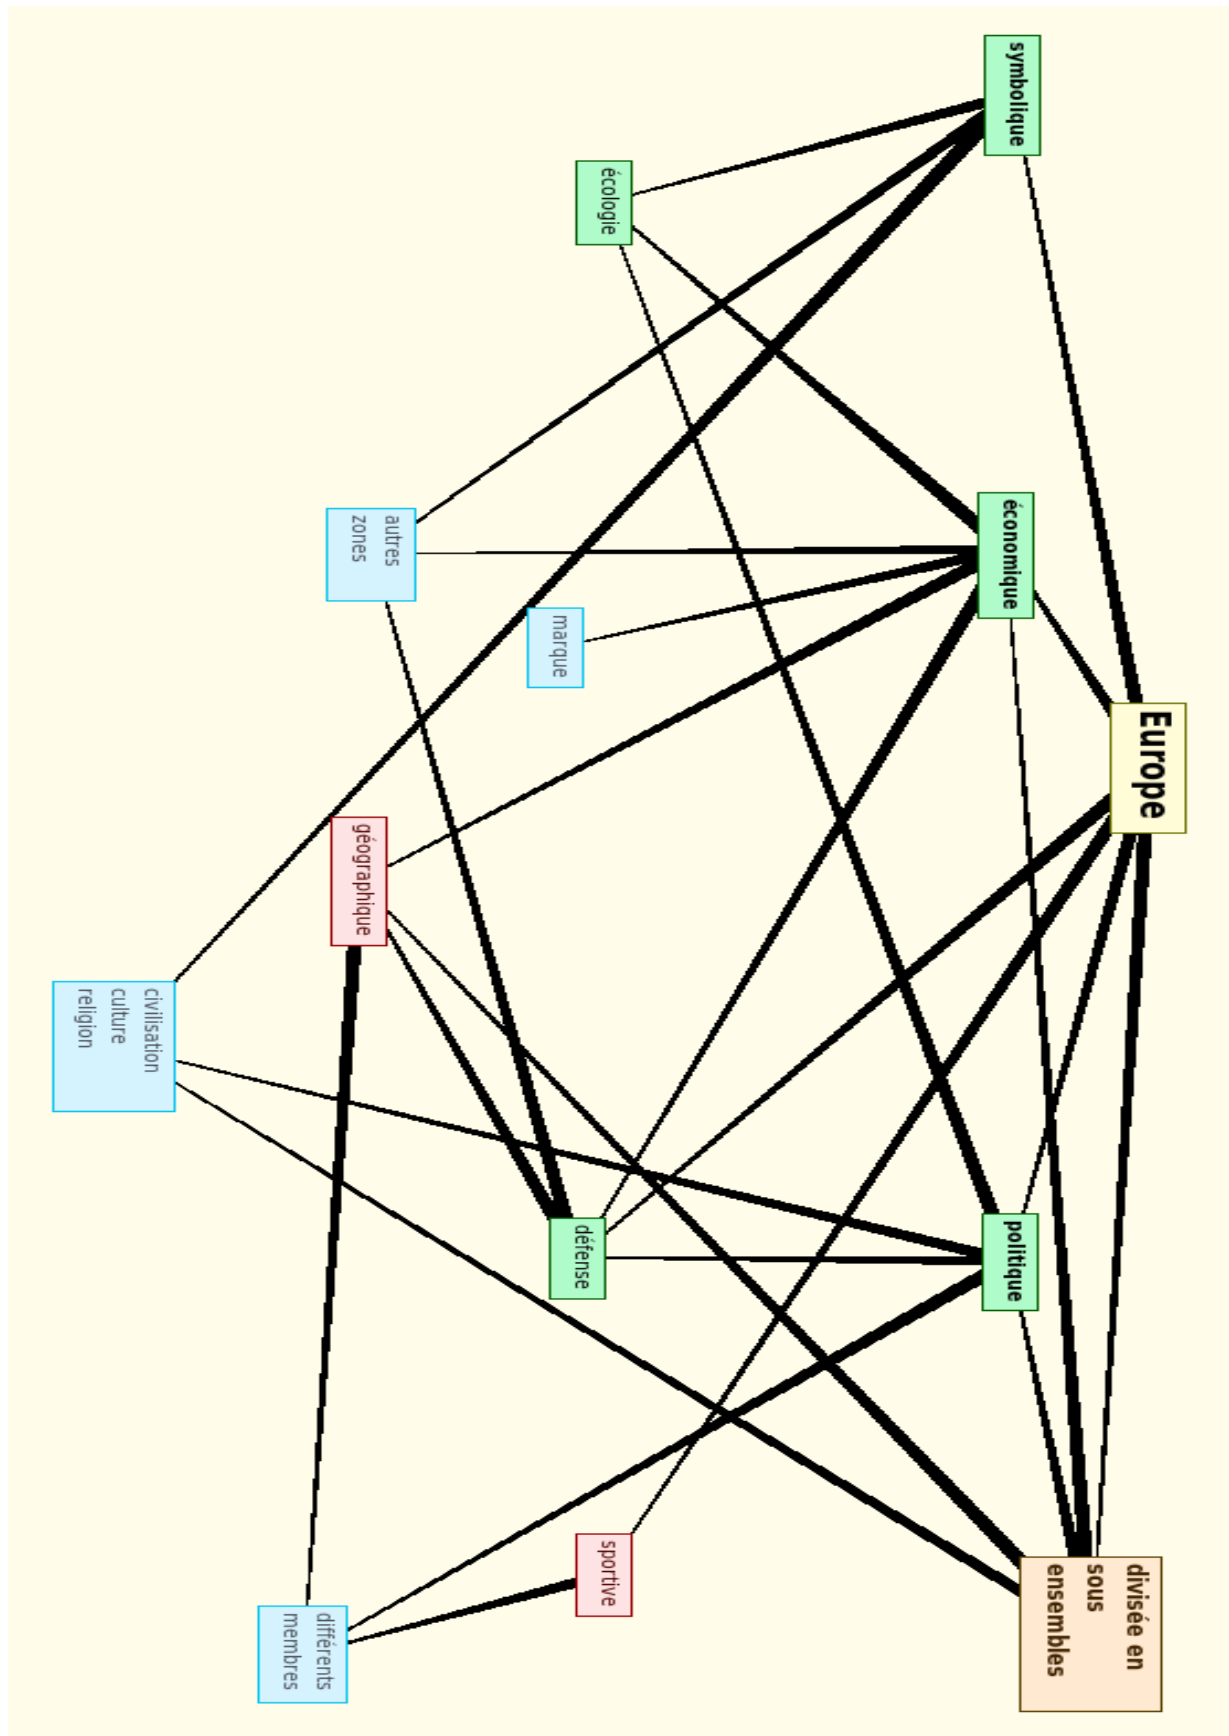 Europe
divisée en
sous
ensembles
symbolique
économique
politique
écologie
marque
défense
sportive
autres
zones
géographique
différents
membres
civilisation
culture
religion